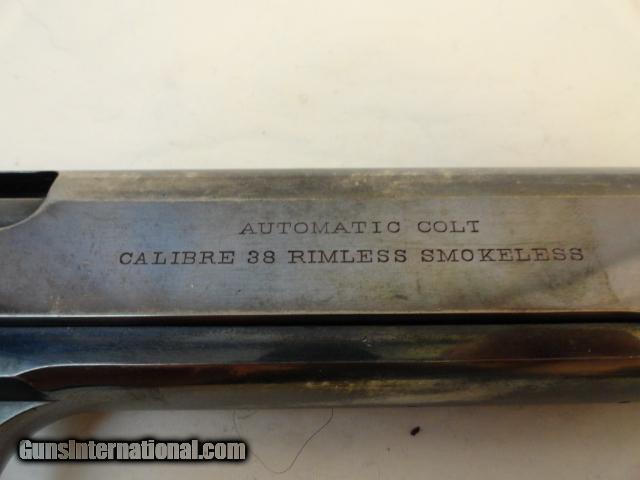 AUTOMATIC COLT
CALIBRE 38 RIMLESS SMOKELESS
GunsInternational.com